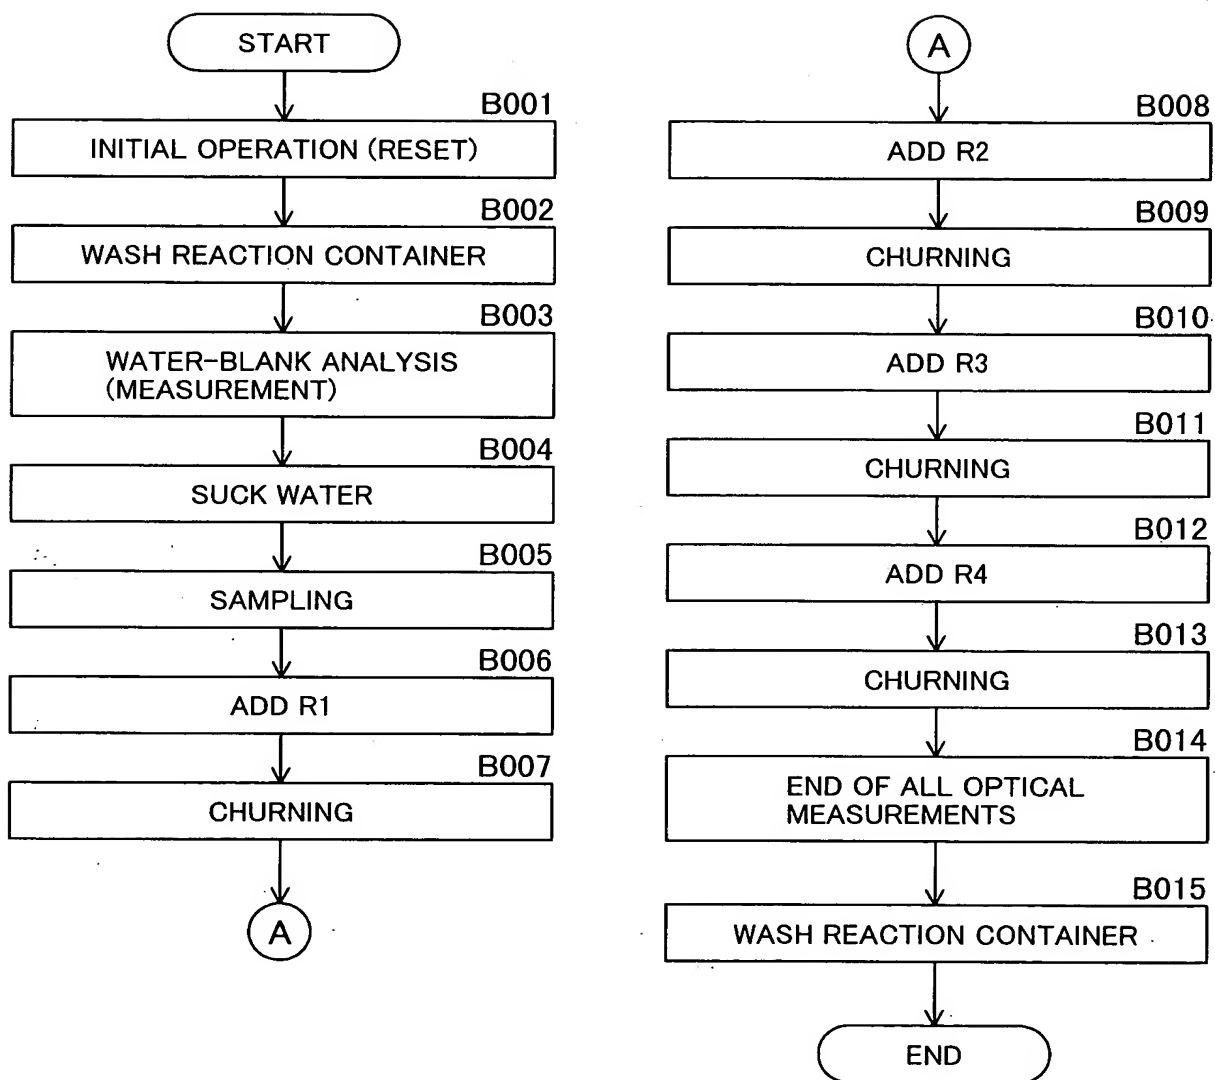 START
B001
INITIAL OPERATION (RESET)
B002
WASH REACTION CONTAINER
B003
WATER-BLANK ANALYSIS
(MEASUREMENT)
B004
SUCK WATER
B005
SAMPLING
B006
ADD R1
B007
CHURNING
A
A
B008
ADD R2
B009
CHURNING
B010
ADD R3
B011
CHURNING
B012
ADD R4
B013
CHURNING
B014
END OF ALL OPTICAL
MEASUREMENTS
B015
WASH REACTION CONTAINER
END